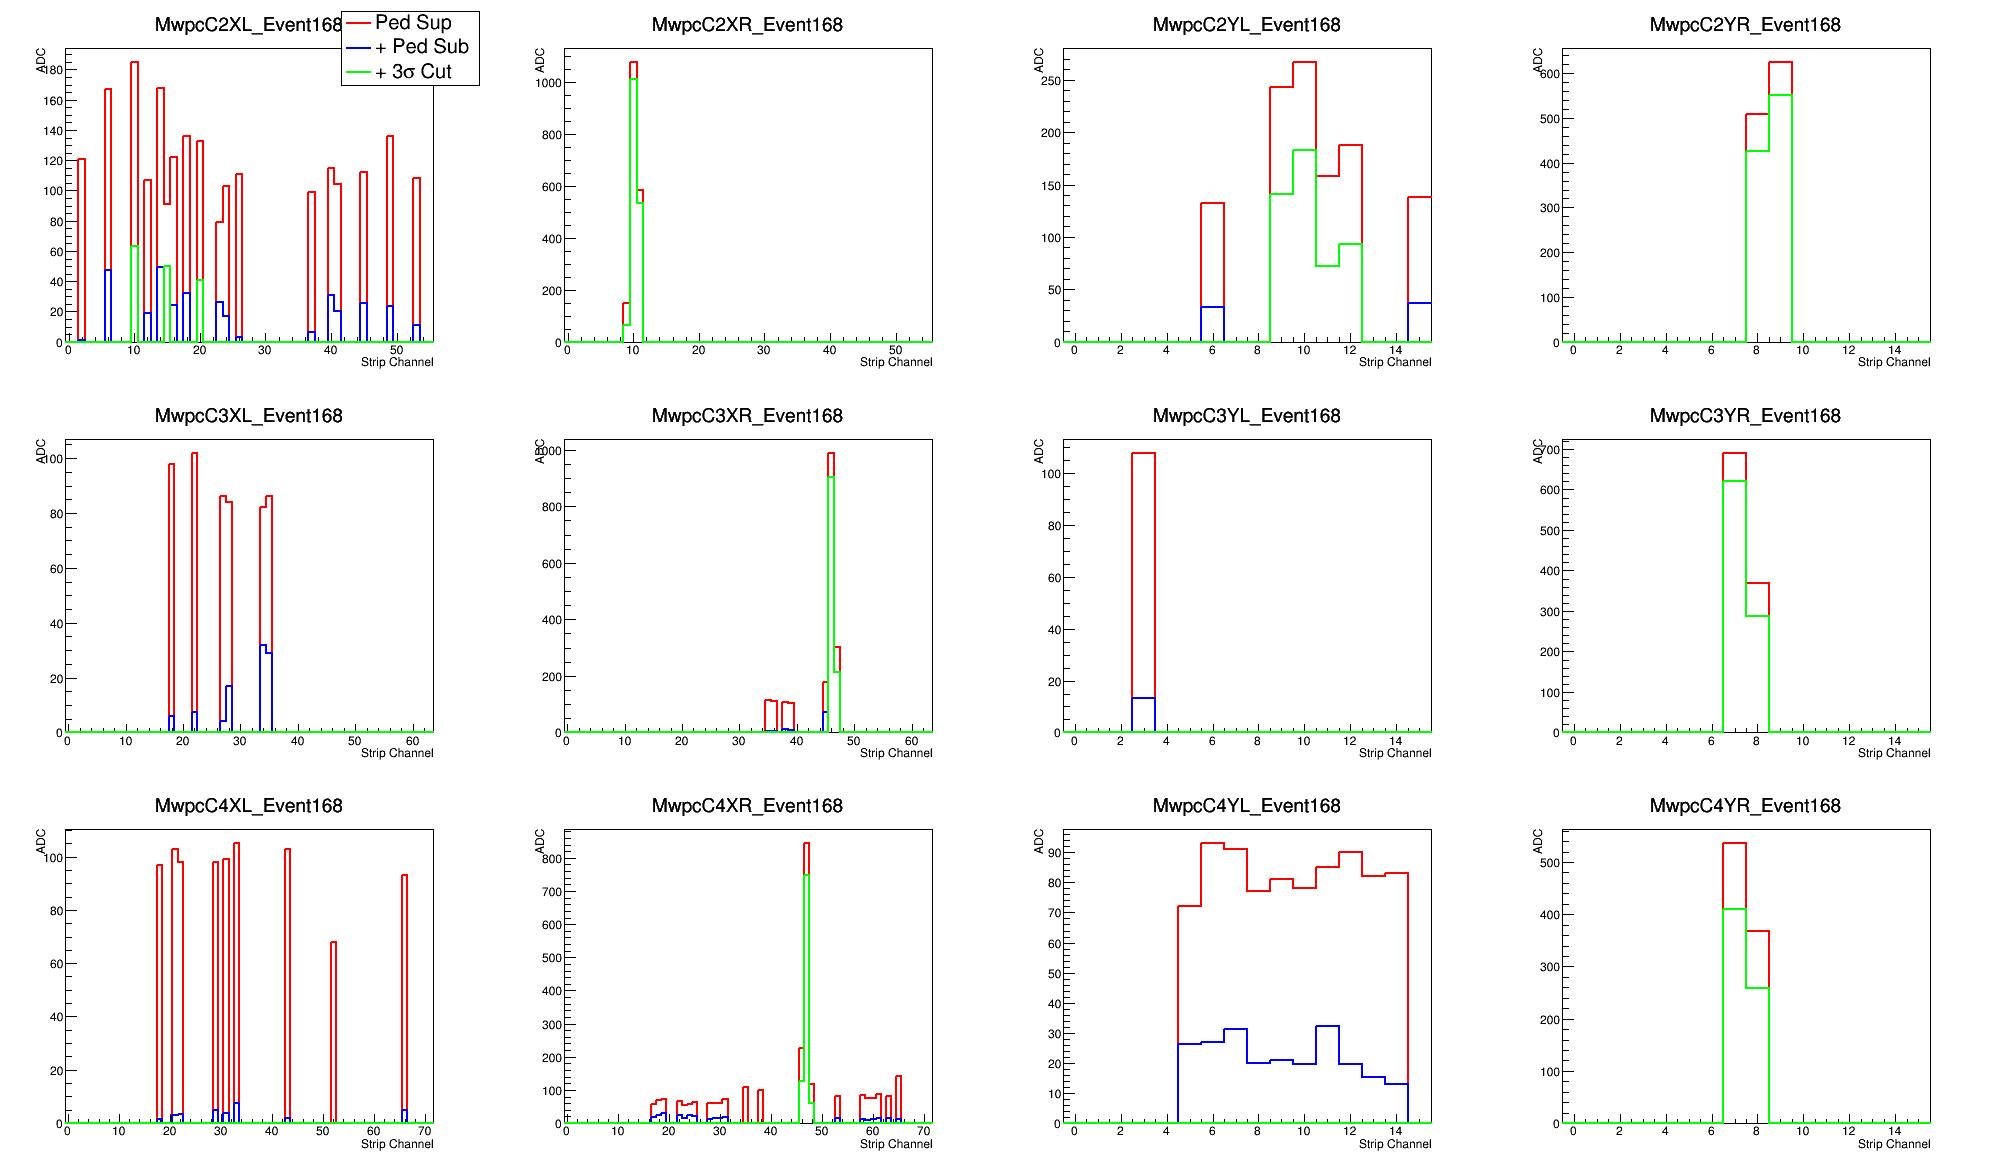 MwpcC2XL_Event168
Ped Sup
+ Ped Sub
+ 3σ Cut
ADC
180
160
140
120
100
80
60
40
20
0
0 10 20 30 40 50
Strip Channel
MwpcC2XR_Event168
ADC
1000
800
600
400
200
0
0 10 20 30 40 50
Strip Channel
MwpcC2YL_Event168
ADC
250
200
150
100
50
0
0 2 4 6 8 10 12 14
Strip Channel
MwpcC2YR_Event168
ADC
600
500
400
300
200
100
0
0 2 4 6 8 10 12 14
Strip Channel
MwpcC3XL_Event168
ADC
100
80
60
40
20
0
0 10 20 30 40 50 60
Strip Channel
MwpcC3XR_Event168
ADC
1000
800
600
400
200
0
0 10 20 30 40 50 60
Strip Channel
MwpcC3YL_Event168
ADC
100
80
60
40
20
0
0 2 4 6 8 10 12 14
Strip Channel
MwpcC3YR_Event168
ADC
700
600
500
400
300
200
100
0
0 2 4 6 8 10 12 14
Strip Channel
MwpcC4XL_Event168
ADC
100
80
60
40
20
0
0 10 20 30 40 50 60 70
Strip Channel
MwpcC4XR_Event168
ADC
800
700
600
500
400
300
200
100
0
0 10 20 30 40 50 60 70
Strip Channel
MwpcC4YL_Event168
ADC
90
80
70
60
50
40
30
20
10
0
0 2 4 6 8 10 12 14
Strip Channel
MwpcC4YR_Event168
ADC
500
400
300
200
100
0
0 2 4 6 8 10 12 14
Strip Channel